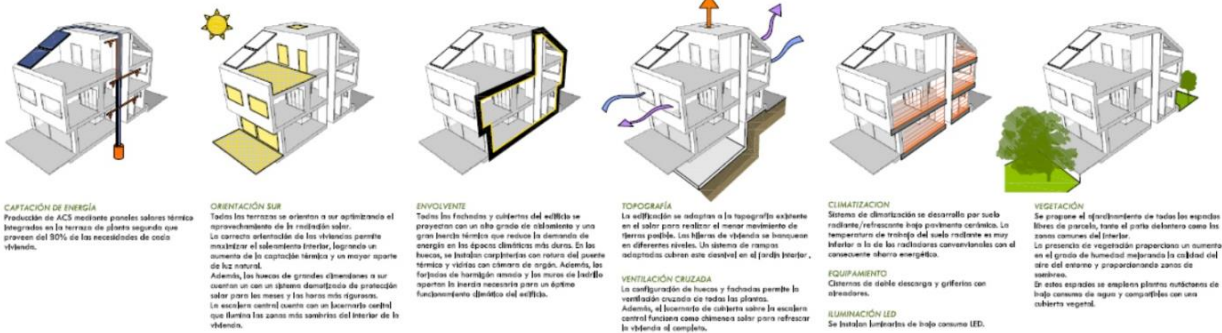 CAPTACIÓN DE ENERGÍA
Producción de ACS mediante paneles solares térmico
integrados en la terraza de planta segunda que
proveen del 90% de las necesidades de cada
vivienda.
ORIENTACIÓN SUR
Todas las terrazas se orientan a sur optimizando el
aprovechamiento de la radiación solar.
La correcta orientación de las viviendas permite
maximizar el soleamiento interior, logrando un
aumento de la captación térmica y un mayor aporte
de luz natural.
Además, los huecos de grandes dimensiones a sur
cuentan un con un sistema domotizado de protección
solar para los meses y las horas más rigurosas.
La escalera central cuenta con un lucernario cenital
que ilumina las zonas más sombrías del interior de la
vivienda.
ENVOLVENTE
Todas las fachadas y cubiertas del edificio se
proyectan con un alto grado de aislamiento y una
gran inercia térmica que reduce la demanda de
energía en las épocas climáticas más duras. En los
huecos, se instalan carpinterías con rotura del puente
térmico y vidrios con cámara de argón. Además, los
forjados de hormigón armado y los muros de ladrillo
aportan la inercia necesaria para un óptimo
funcionamiento climático del edificio.
TOPOGRAFÍA
La edificación se adaptan a la topografía existente
en el solar para realizar el menor movimiento de
tierras posible. Las hileras de vivienda se banquean
en diferentes niveles. Un sistema de rampas
adaptadas cubren este desnivel en el jardín interior.
VENTILACIÓN CRUZADA
La configuración de huecos y fachadas permite la
ventilación cruzada de todas las plantas.
Además, el lucernario de cubierta sobre la escalera
central funciona como chimenea solar para refrescar
la vivienda al completo.
CLIMATIZACION
Sistema de climatización se desarrolla por suelo
radiante/refrescante bajo pavimento cerámico. La
temperatura de trabajo del suelo radiante es muy
inferior a la de los radiadores convencionales con el
consecuente ahorro energético.
EQUIPAMIENTO
Cisternas de doble descarga y griferías con
aireadores.
ILUMINACIÓN LED
Se instalan luminarias de bajo consumo LED.
VEGETACIÓN
Se propone el ajardinamiento de todos los espacios
libres de parcela, tanto el patio delantero como las
zonas comunes del interior.
La presencia de vegetación proporciona un aumento
en el grado de humedad mejorando la calidad del
aire del entorno y proporcionando zonas de
sombra.
En estos espacios se emplean plantas autóctonas de
bajo consumo de agua y compatibles con una
cubierta vegetal.